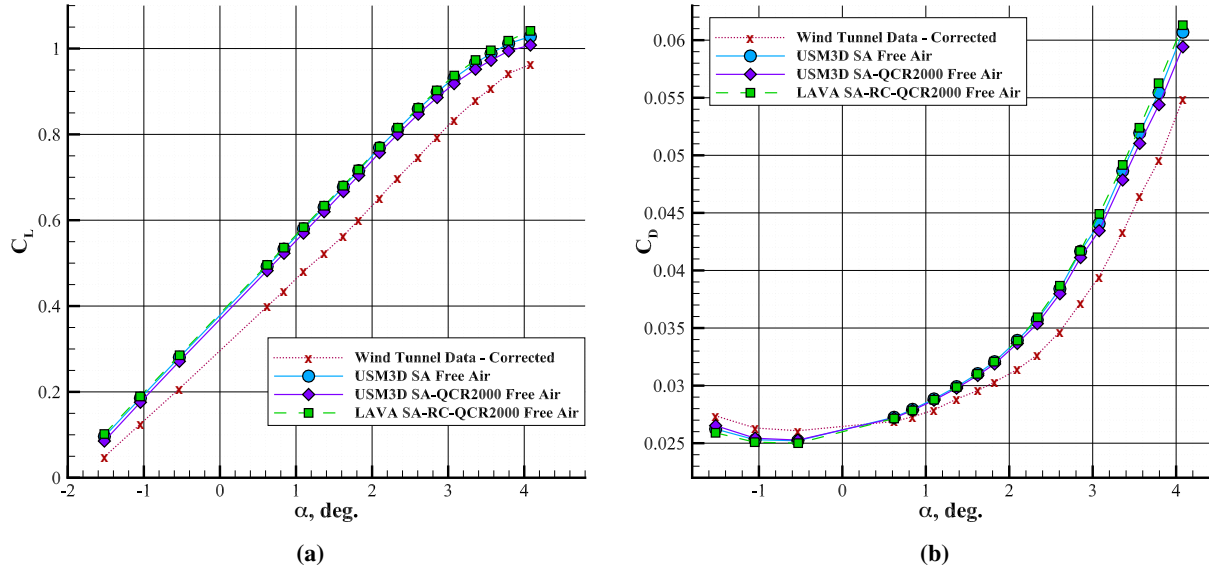 C_L
1
0.8
0.6
0.4
0.2
0
-2 -1 0 1 2 3 4
α, deg.
x Wind Tunnel Data - Corrected
USM3D SA Free Air
USM3D SA-QCR2000 Free Air
LAVA SA-RC-QCR2000 Free Air
(a)
C_D
0.06
0.055
0.05
0.045
0.04
0.035
0.03
0.025
-1 0 1 2 3 4
α, deg.
x Wind Tunnel Data - Corrected
USM3D SA Free Air
USM3D SA-QCR2000 Free Air
LAVA SA-RC-QCR2000 Free Air
(b)